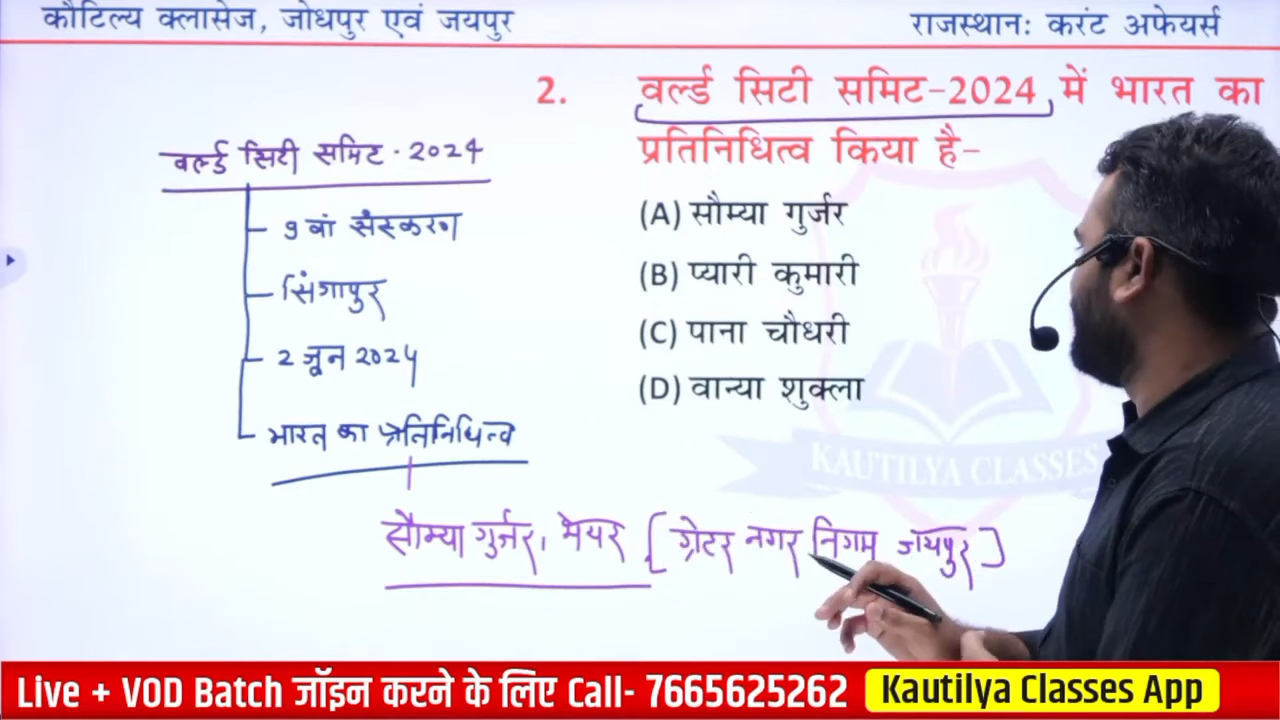 कौटिल्य क्लासेज, जोधपुर एवं जयपुर
राजस्थानः करंट अफेयर्स
2. वर्ल्ड सिटी समिट-2024 में भारत का
प्रतिनिधित्व किया है-
(A) सौम्या गुर्जर
(B) प्यारी कुमारी
(C) पाना चौधरी
(D) वान्या शुक्ला
वर्ल्ड सिटी समिट · 2024
9 वां संस्करण
सिंगापुर
2 जून 2024
भारत का प्रतिनिधित्व
सौम्या गुर्जर, मेयर [ग्रेटर नगर निगम जयपुर]
KAUTILYA CLASSES
Live + VOD Batch जॉइन करने के लिए Call- 7665625262
Kautilya Classes App